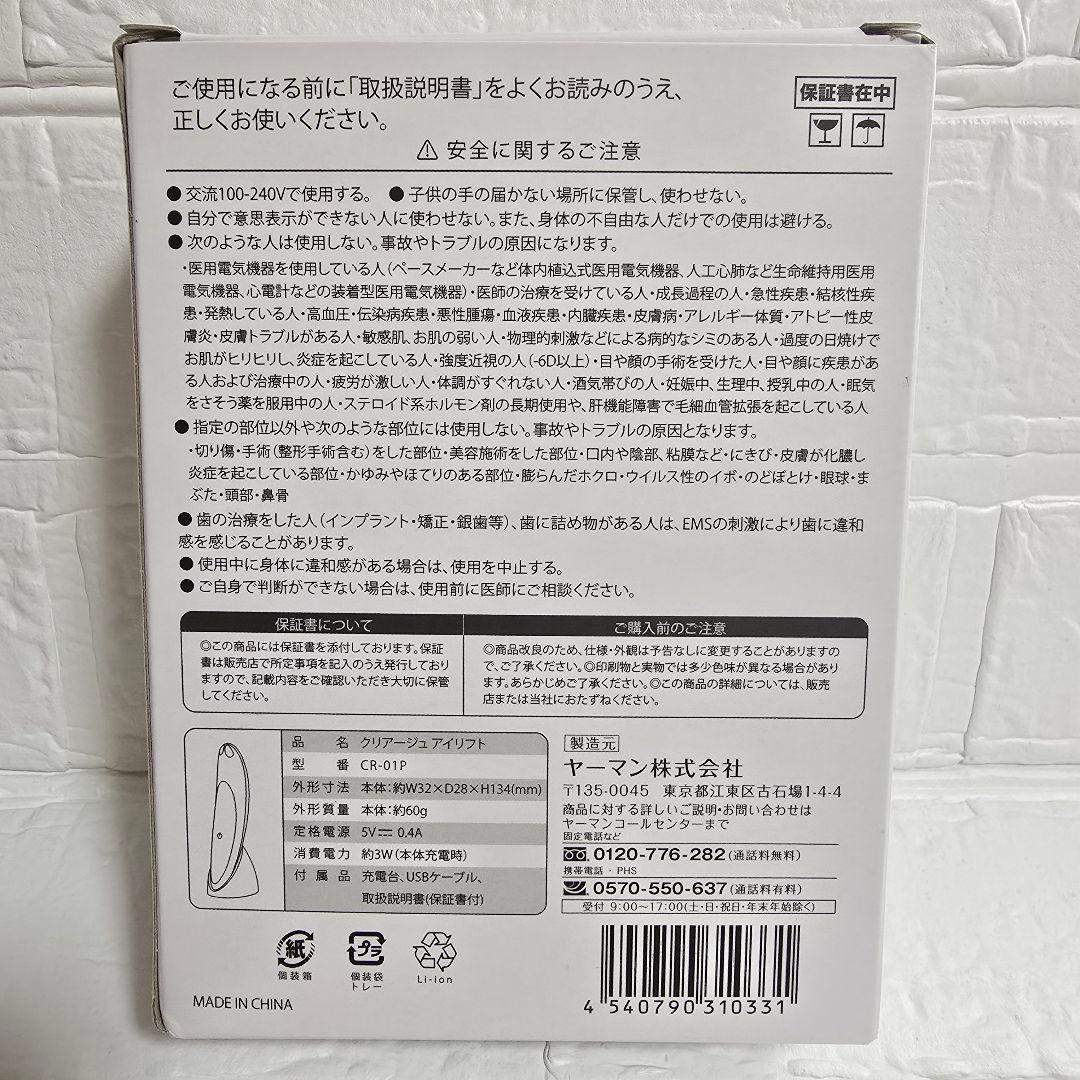 ご使用になる前に「取扱説明書」をよくお読みのうえ、
正しくお使いください。
保証書在中
⚠ 安全に関するご注意
● 交流100-240Vで使用する。 ● 子供の手の届かない場所に保管し、使わせない。
● 自分で意思表示ができない人に使わせない。また、身体の不自由な人だけでの使用は避ける。
● 次のような人は使用しない。事故やトラブルの原因になります。
・医用電気機器を使用している人(ペースメーカーなど体内植込式医用電気機器、人工心肺など生命維持用医用
電気機器、心電計などの装着型医用電気機器)・医師の治療を受けている人・成長過程の人・急性疾患・結核性疾
患・発熱している人・高血圧・伝染病疾患・悪性腫瘍・血液疾患・内臓疾患・皮膚病・アレルギー体質・アトピー性皮
膚炎・皮膚トラブルがある人・敏感肌、お肌の弱い人・物理的刺激などによる病的なシミのある人・過度の日焼けで
お肌がヒリヒリし、炎症を起こしている人・強度近視の人(-6D以上)・目や顔の手術を受けた人・目や顔に疾患があ
る人および治療中の人・疲労が激しい人・体調がすぐれない人・酒気帯びの人・妊娠中、生理中、授乳中の人・眠気
をさそう薬を服用中の人・ステロイド系ホルモン剤の長期使用や、肝機能障害で毛細血管拡張を起こしている人
● 指定の部位以外や次のような部位には使用しない。事故やトラブルの原因となります。
・切り傷・手術(整形手術含む)をした部位・美容施術をした部位・口内や陰部、粘膜など・にきび・皮膚が化膿し
炎症を起こしている部位・かゆみやほてりのある部位・膨らんだホクロ・ウイルス性のイボ・のどぼとけ・眼球・ま
ぶた・頭部・鼻骨
● 歯の治療をした人(インプラント・矯正・銀歯等)、歯に詰め物がある人は、EMSの刺激により歯に違和
感を感じることがあります。
● 使用中に身体に違和感がある場合は、使用を中止する。
● ご自身で判断ができない場合は、使用前に医師にご相談ください。
保証書について
◎この商品には保証書を添付しております。保証
書は販売店で所定事項を記入のうえ発行しており
ますので、記載内容をご確認いただき大切に保管
してください。
ご購入前のご注意
◎商品改良のため、仕様・外観は予告なしに変更することがありますの
で、ご了承ください。◎印刷物と実物では多少色味が異なる場合があり
ます。あらかじめご了承ください。◎この商品の詳細については、販売
店または当社におたずねください。
品名 クリアージュ アイリフト
型番 CR-01P
外形寸法 本体:約W32×D28×H134(mm)
外形質量 本体:約60g
定格電源 5V⎓ 0.4A
消費電力 約3W(本体充電時)
付属品 充電台、USBケーブル、
取扱説明書(保証書付)
製造元
ヤーマン株式会社
〒135-0045 東京都江東区古石場1-4-4
商品に対する詳しいご説明・お問い合わせは
ヤーマンコールセンターまで
固定電話など
0120-776-282(通話料無料)
携帯電話・PHS
0570-550-637(通話料有料)
受付 9:00~17:00(土・日・祝日・年末年始除く)
紙
個装箱
プラ
個装袋
トレー
Li-ion
MADE IN CHINA
4 540790 310331